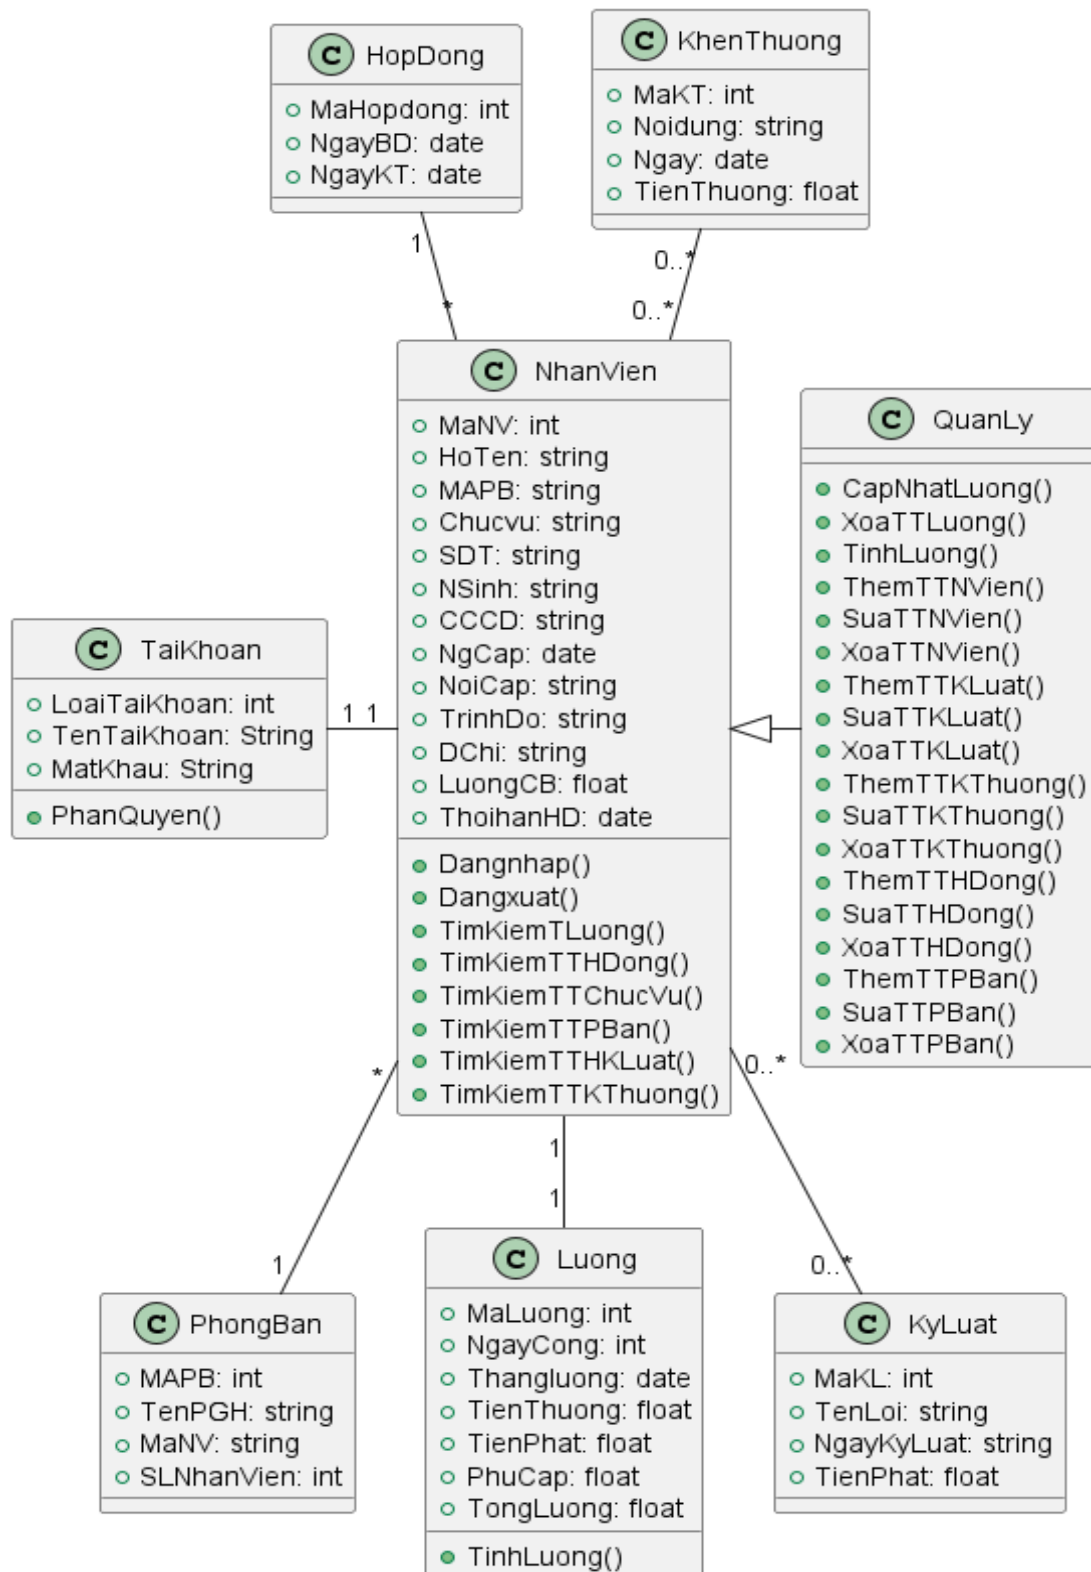 C HopDong
MaHopdong: int
NgayBD: date
NgayKT: date
C KhenThuong
MaKT: int
Noidung: string
Ngay: date
TienThuong: float
1
*
0..*
0..*
C NhanVien
MaNV: int
HoTen: string
MAPB: string
Chucvu: string
SDT: string
NSinh: string
CCCD: string
NgCap: date
NoiCap: string
TrinhDo: string
DChi: string
LuongCB: float
ThoihanHD: date
Dangnhap()
Dangxuat()
TimKiemTLuong()
TimKiemTTHDong()
TimKiemTTChucVu()
TimKiemTTPBan()
TimKiemTTHKLuat()
TimKiemTTKThuong()
C QuanLy
CapNhatLuong()
XoaTTLuong()
TinhLuong()
ThemTTNVien()
SuaTTNVien()
XoaTTNVien()
ThemTTKLuat()
SuaTTKLuat()
XoaTTKLuat()
ThemTTKThuong()
SuaTTKThuong()
XoaTTKThuong()
ThemTTHDong()
SuaTTHDong()
XoaTTHDong()
ThemTTPBan()
SuaTTPBan()
XoaTTPBan()
C TaiKhoan
LoaiTaiKhoan: int
TenTaiKhoan: String
MatKhau: String
PhanQuyen()
1 1
*
1
1
1
0..*
0..*
C PhongBan
MAPB: int
TenPGH: string
MaNV: string
SLNhanVien: int
C Luong
MaLuong: int
NgayCong: int
Thangluong: date
TienThuong: float
TienPhat: float
PhuCap: float
TongLuong: float
TinhLuong()
C KyLuat
MaKL: int
TenLoi: string
NgayKyLuat: string
TienPhat: float